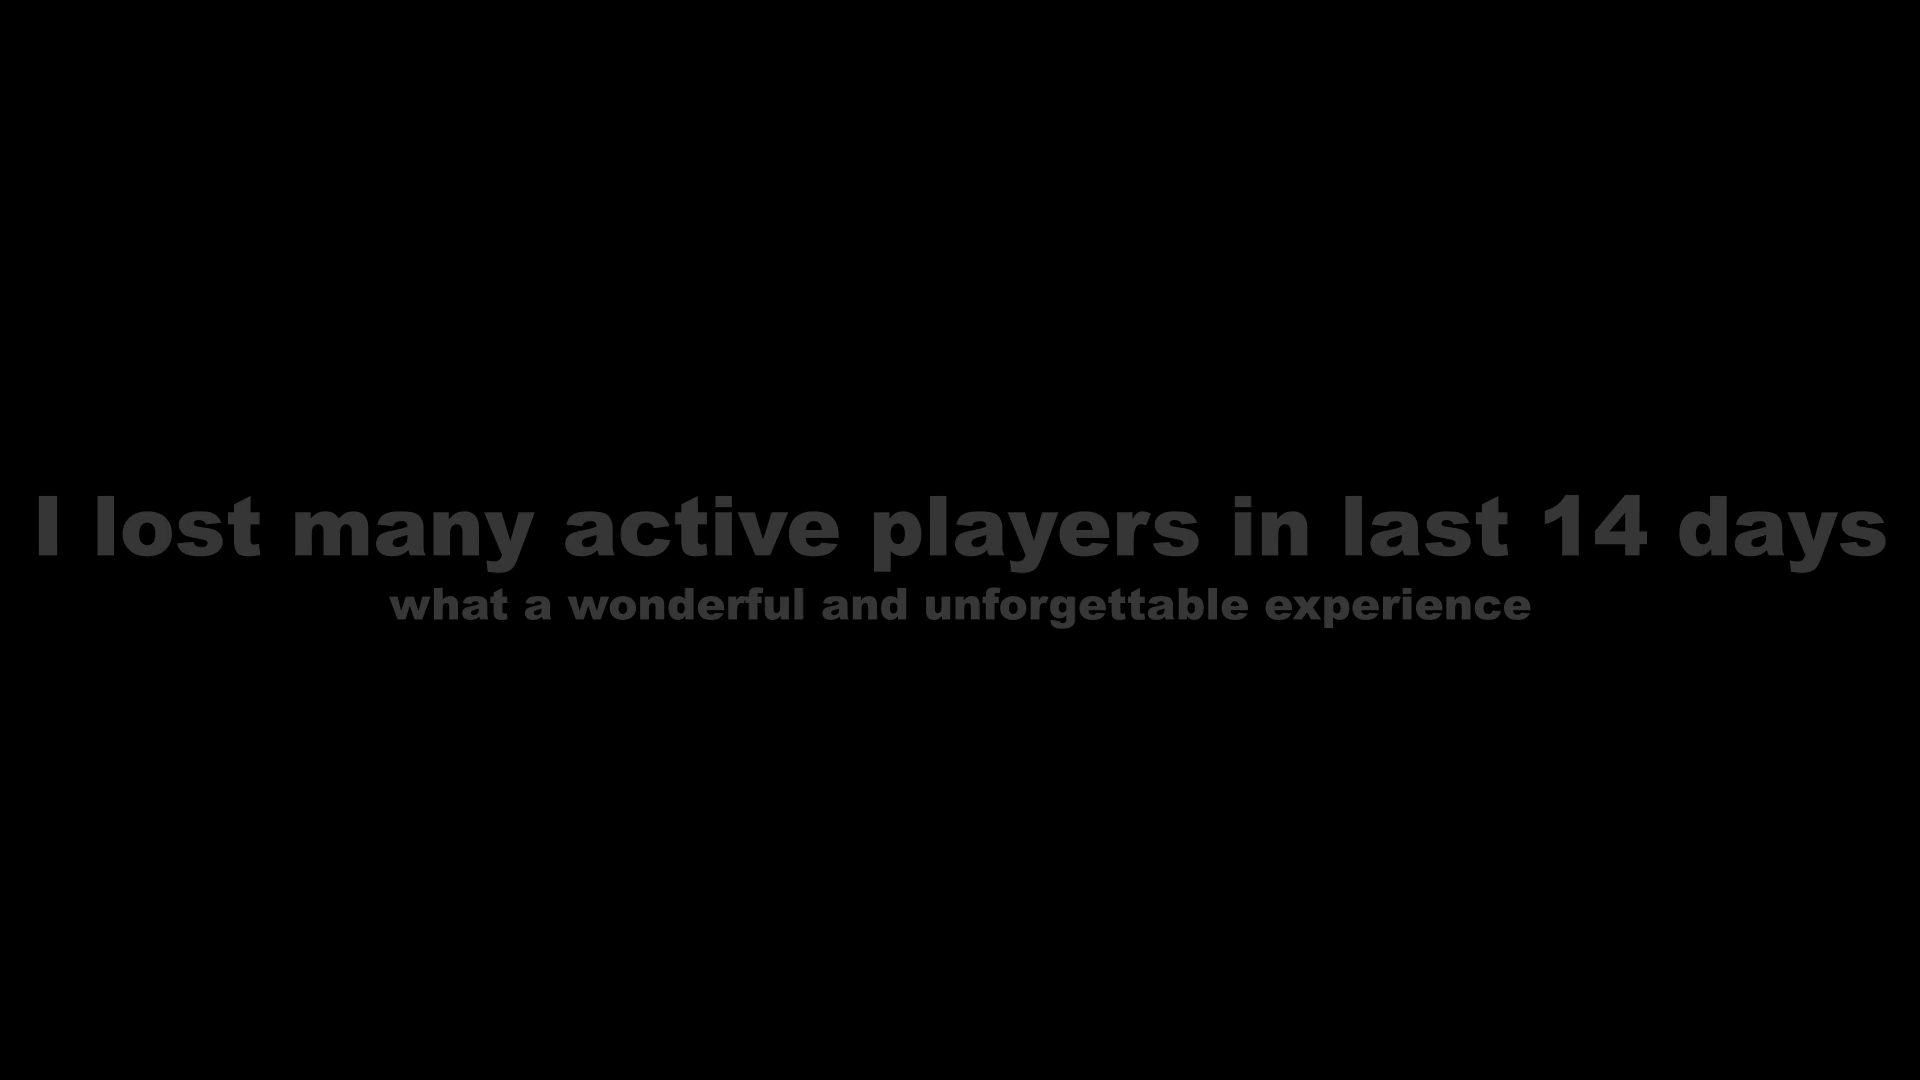 I lost many active players in last 14 days
what a wonderful and unforgettable experience